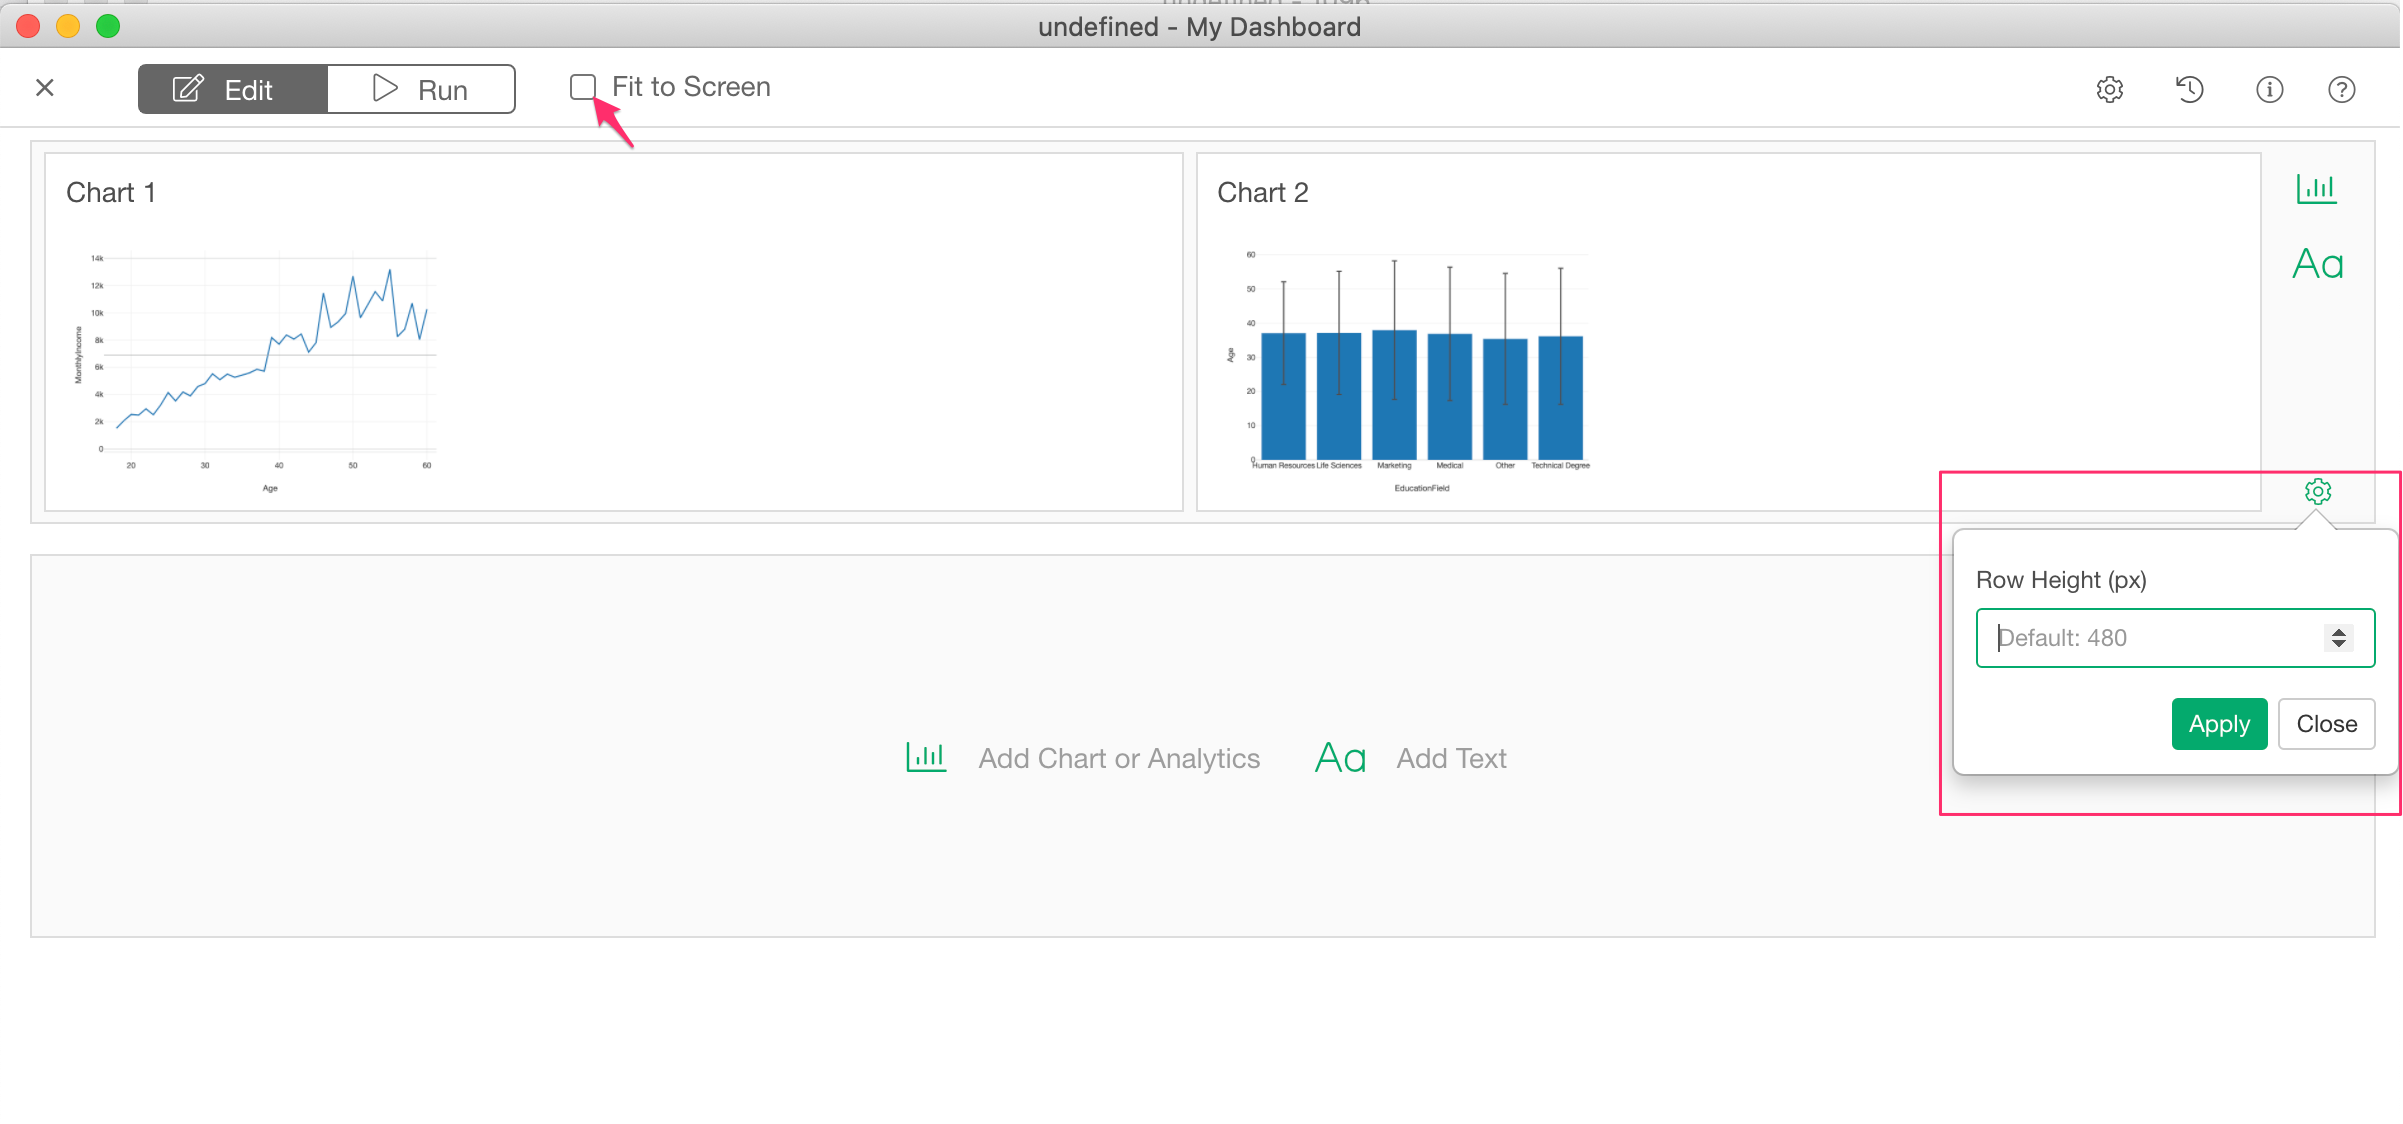 undefined - My Dashboard
Edit
Run
Fit to Screen
Chart 1
14k
12k
10k
8k
6k
4k
2k
0
MonthlyIncome
20 30 40 50 60
Age
Chart 2
60
50
40
30
20
10
0
Age
Human Resources Life Sciences Marketing Medical Other Technical Degree
EducationField
Aa
Row Height (px)
Default: 480
Apply Close
Add Chart or Analytics Aa Add Text